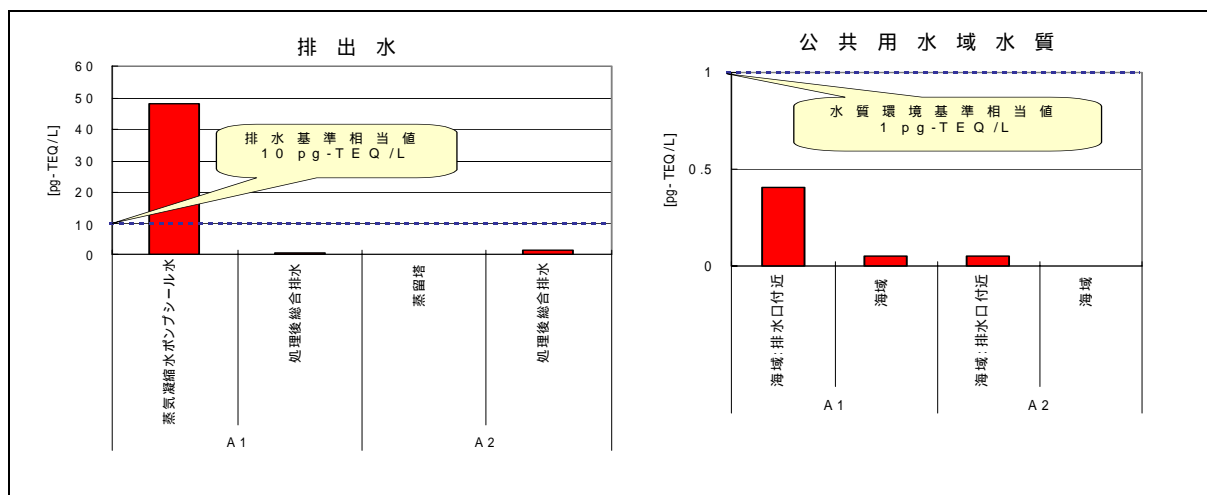 排出水
[pg-TEQ/L]
60
50
40
30
20
10
0
排水基準相当値
10 pg-TEQ/L
蒸気凝縮水ポンプシール水
処理後総合排水
蒸留塔
処理後総合排水
A1
A2
公共用水域水質
[pg-TEQ/L]
1
0.5
0
水質環境基準相当値
1 pg-TEQ/L
海域;排水口付近
海域
海域;排水口付近
海域
A1
A2